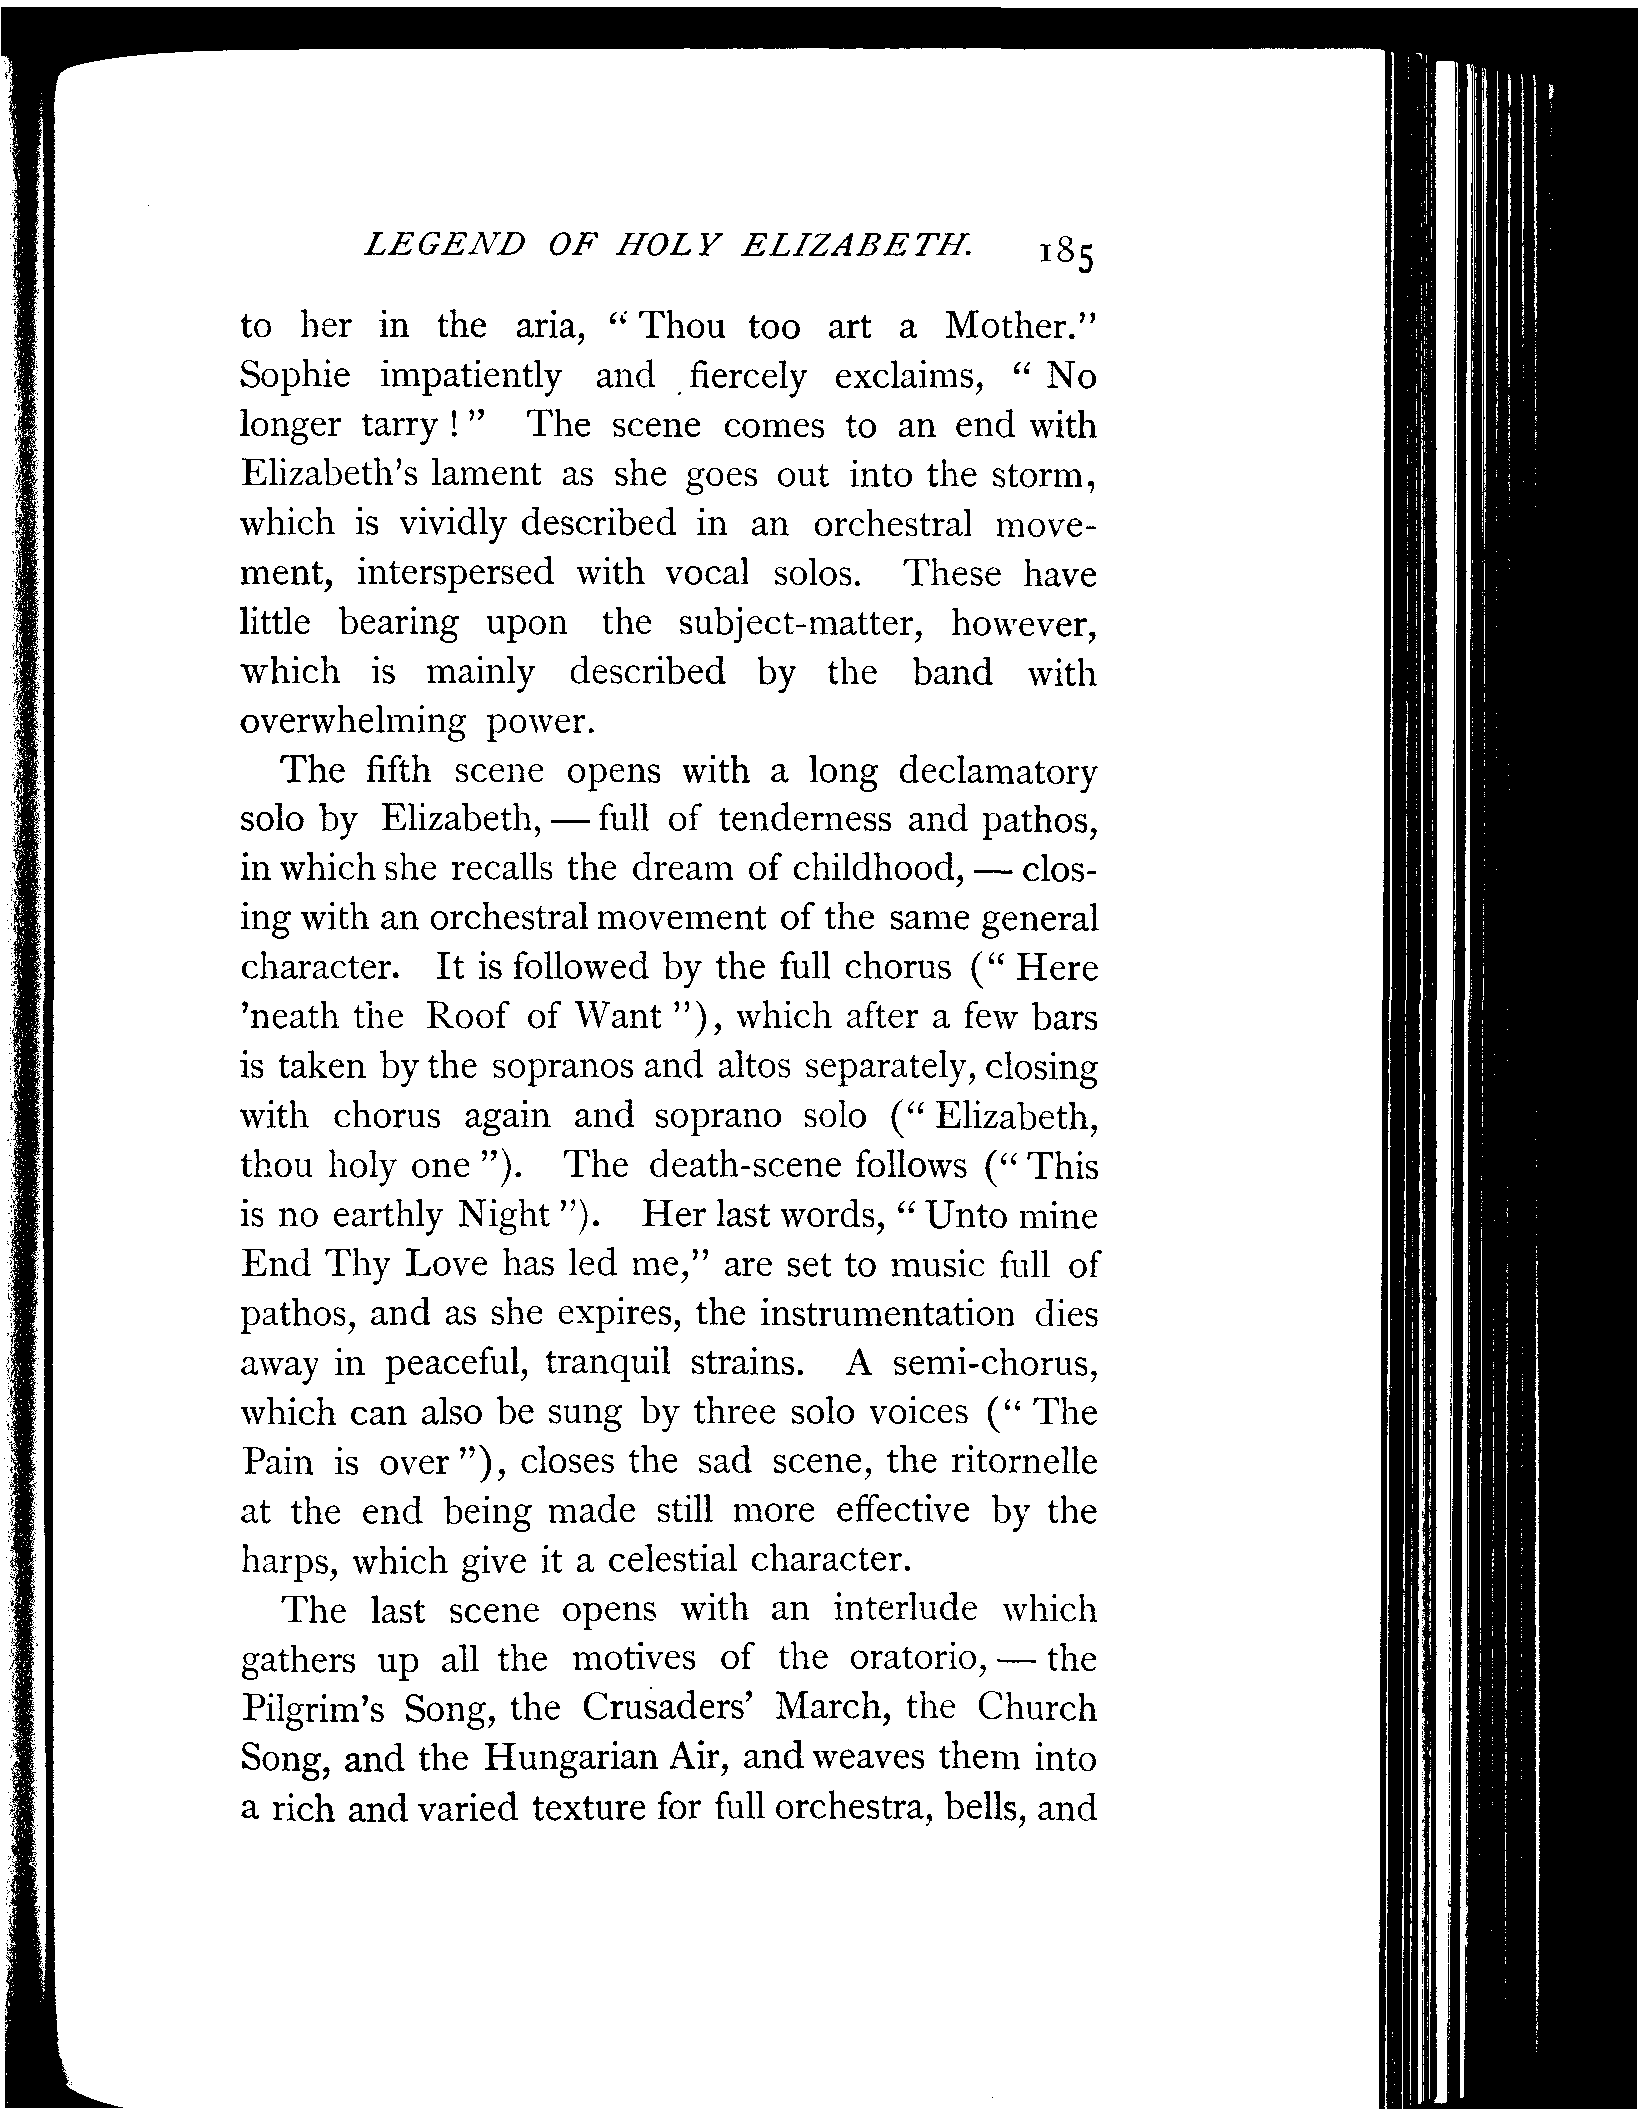 LEGEND OF HOLY ELIZABETH. 185
to her in the aria, “ Thou too art a Mother.”
Sophie impatiently and fiercely exclaims, “ No
longer tarry ! ” The scene comes to an end with
Elizabeth's lament as she goes out into the storm,
which is vividly described in an orchestral move-
ment, interspersed with vocal solos. These have
little bearing upon the subject-matter, however,
which is mainly described by the band with
overwhelming power.
The fifth scene opens with a long declamatory
solo by Elizabeth, — full of tenderness and pathos,
in which she recalls the dream of childhood, — clos-
ing with an orchestral movement of the same general
character. It is followed by the full chorus (“ Here
'neath the Roof of Want ”), which after a few bars
is taken by the sopranos and altos separately, closing
with chorus again and soprano solo (“ Elizabeth,
thou holy one ”). The death-scene follows (“ This
is no earthly Night ”). Her last words, “ Unto mine
End Thy Love has led me,” are set to music full of
pathos, and as she expires, the instrumentation dies
away in peaceful, tranquil strains. A semi-chorus,
which can also be sung by three solo voices (“ The
Pain is over ”), closes the sad scene, the ritornelle
at the end being made still more effective by the
harps, which give it a celestial character.
The last scene opens with an interlude which
gathers up all the motives of the oratorio, — the
Pilgrim's Song, the Crusaders' March, the Church
Song, and the Hungarian Air, and weaves them into
a rich and varied texture for full orchestra, bells, and